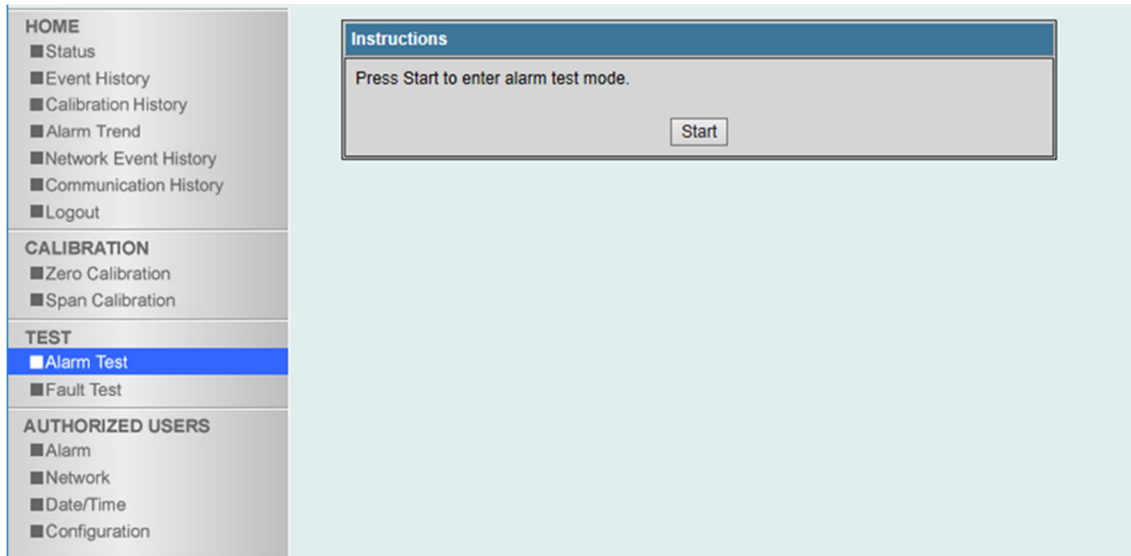 HOME
Status
Event History
Calibration History
Alarm Trend
Network Event History
Communication History
Logout
CALIBRATION
Zero Calibration
Span Calibration
TEST
Alarm Test
Fault Test
AUTHORIZED USERS
Alarm
Network
Date/Time
Configuration
Instructions
Press Start to enter alarm test mode.
Start